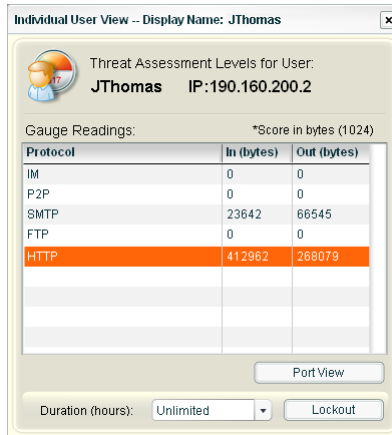 Individual User View -- Display Name: JThomas x
17
Threat Assessment Levels for User:
JThomas IP:190.160.200.2
Gauge Readings: *Score in bytes (1024)
Protocol In (bytes) Out (bytes)
IM 0 0
P2P 0 0
SMTP 23642 66545
FTP 0 0
HTTP 412962 268079
Port View
Duration (hours): Unlimited Lockout